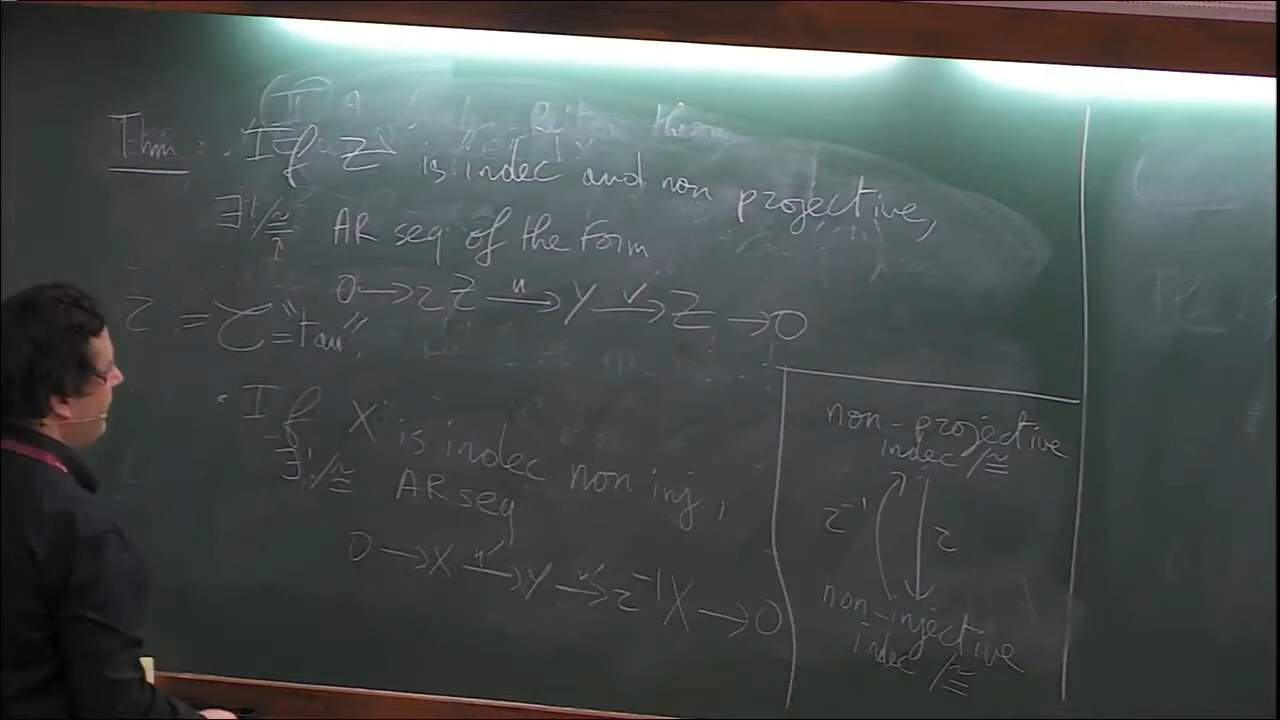 Thm: • If Z is indec and non projective,
∃!/≅ AR seq of the Form
↑
0 → τZ —u→ Y —v→ Z → 0
τ = τ = "tau"
• If X is indec non inj,
∃!/≅ AR seq
0 → X —u'→ Y —v'→ τ⁻¹X → 0
non-projective
indec /≅
τ⁻¹ τ
non-injective
indec /≅